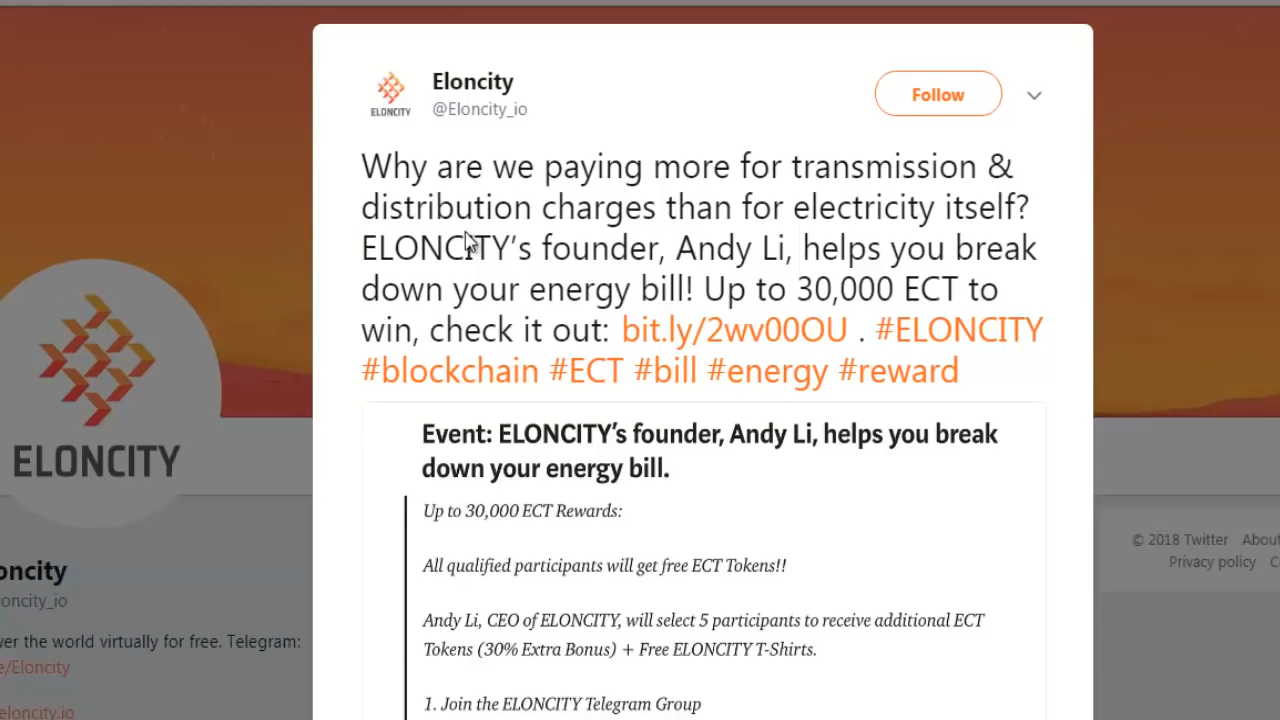 Eloncity
@Eloncity_io
Follow
ELONCITY
Why are we paying more for transmission &
distribution charges than for electricity itself?
ELONCITY's founder, Andy Li, helps you break
down your energy bill! Up to 30,000 ECT to
win, check it out: bit.ly/2wv00OU . #ELONCITY
#blockchain #ECT #bill #energy #reward
Event: ELONCITY's founder, Andy Li, helps you break
down your energy bill.
Up to 30,000 ECT Rewards:
All qualified participants will get free ECT Tokens!!
Andy Li, CEO of ELONCITY, will select 5 participants to receive additional ECT
Tokens (30% Extra Bonus) + Free ELONCITY T-Shirts.
1. Join the ELONCITY Telegram Group
ELONCITY
oncity
oncity_io
wer the world virtually for free. Telegram:
e/Eloncity
eloncity.io
© 2018 Twitter About
Privacy policy C